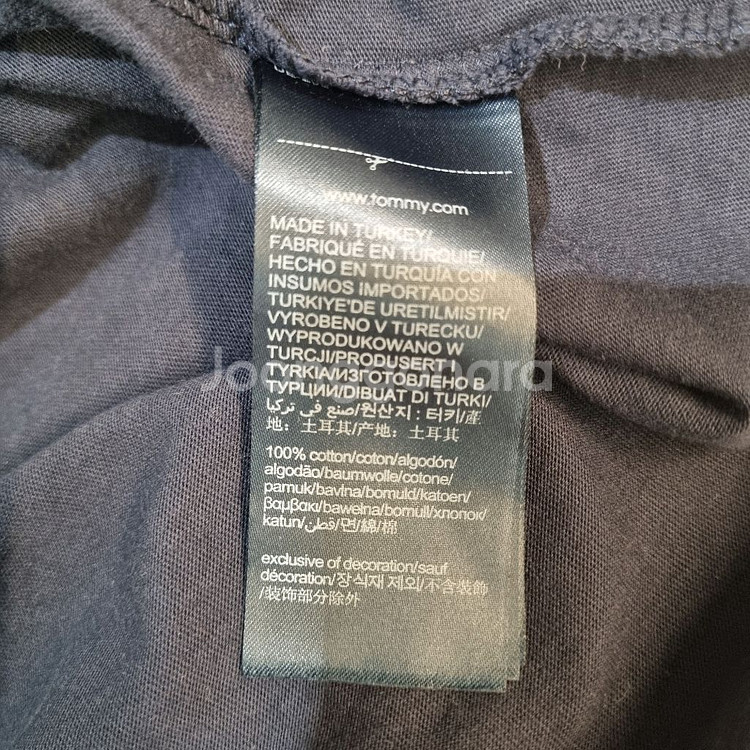 www.tommy.com
MADE IN TURKEY/
FABRIQUÉ EN TURQUIE/
HECHO EN TURQUÍA CON
INSUMOS IMPORTADOS/
TURKIYE'DE URETILMISTIR/
VYROBENO V TURECKU/
WYPRODUKOWANO W
TURCJI/PRODUSERT I
TYRKIA/ИЗГОТОВЛЕНО В
ТУРЦИИ/DIBUAT DI TURKI/
صنع في تركيا/원산지 : 터키/產
地: 土耳其/产地: 土耳其
100% cotton/coton/algodón/
algodão/baumwolle/cotone/
pamuk/bavlna/bomuld/katoen/
βαμβακι/bawełna/bomull/хлопок/
katun/قطن/면/綿/棉
exclusive of decoration/sauf
décoration/장식재 제외/不含裝飾
/装饰部分除外